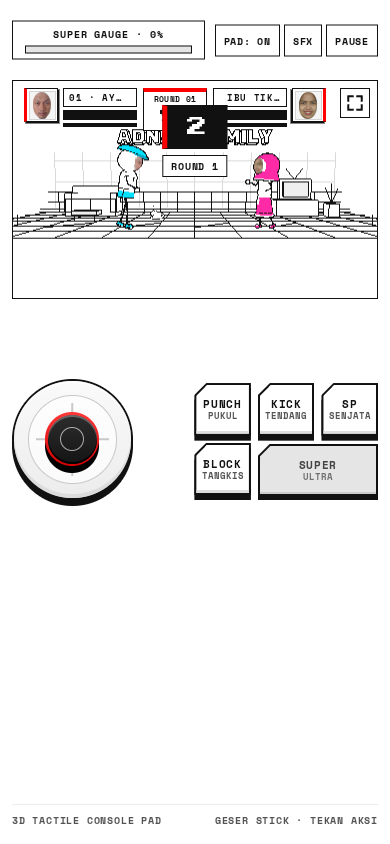 SUPER GAUGE · 0%
PAD: ON
SFX
PAUSE
01 · AY…
ROUND 01
IBU TIK…
2
ROUND 1
PUNCH
PUKUL
KICK
TENDANG
SP
SENJATA
BLOCK
TANGKIS
SUPER
ULTRA
3D TACTILE CONSOLE PAD
GESER STICK · TEKAN AKSI